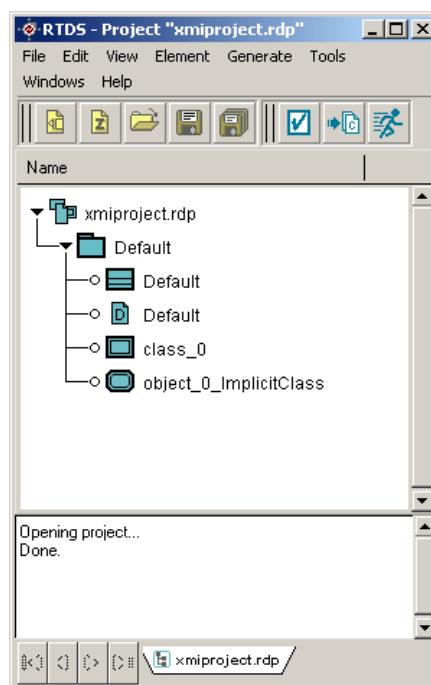 RTDS - Project "xmiproject.rdp"
File Edit View Element Generate Tools
Windows Help
Name
xmiproject.rdp
Default
Default
D Default
class_0
object_0_ImplicitClass
Opening project...
Done.
xmiproject.rdp